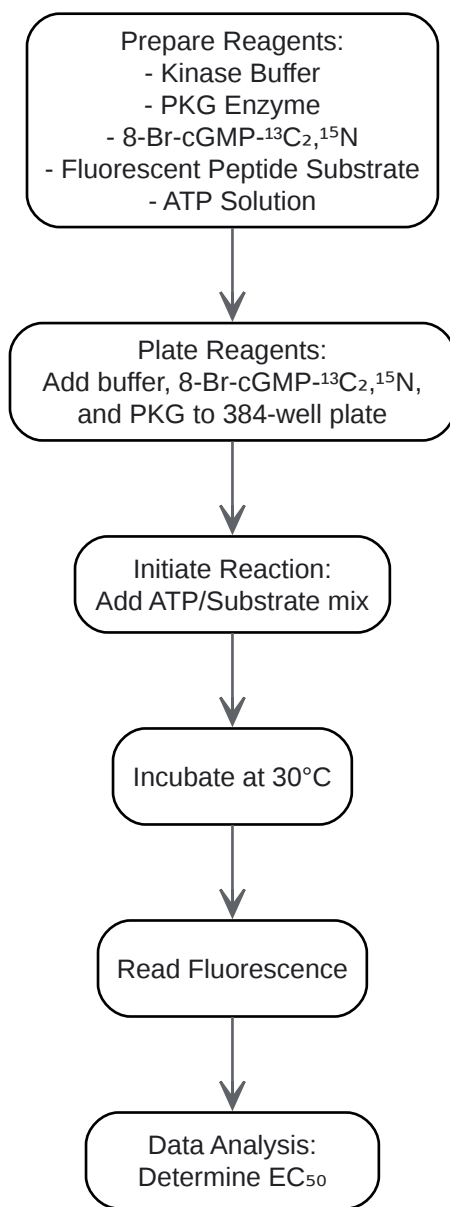 Prepare Reagents:
- Kinase Buffer
- PKG Enzyme
- 8-Br-cGMP-¹³C₂,¹⁵N
- Fluorescent Peptide Substrate
- ATP Solution
Plate Reagents:
Add buffer, 8-Br-cGMP-¹³C₂,¹⁵N,
and PKG to 384-well plate
Initiate Reaction:
Add ATP/Substrate mix
Incubate at 30°C
Read Fluorescence
Data Analysis:
Determine EC₅₀